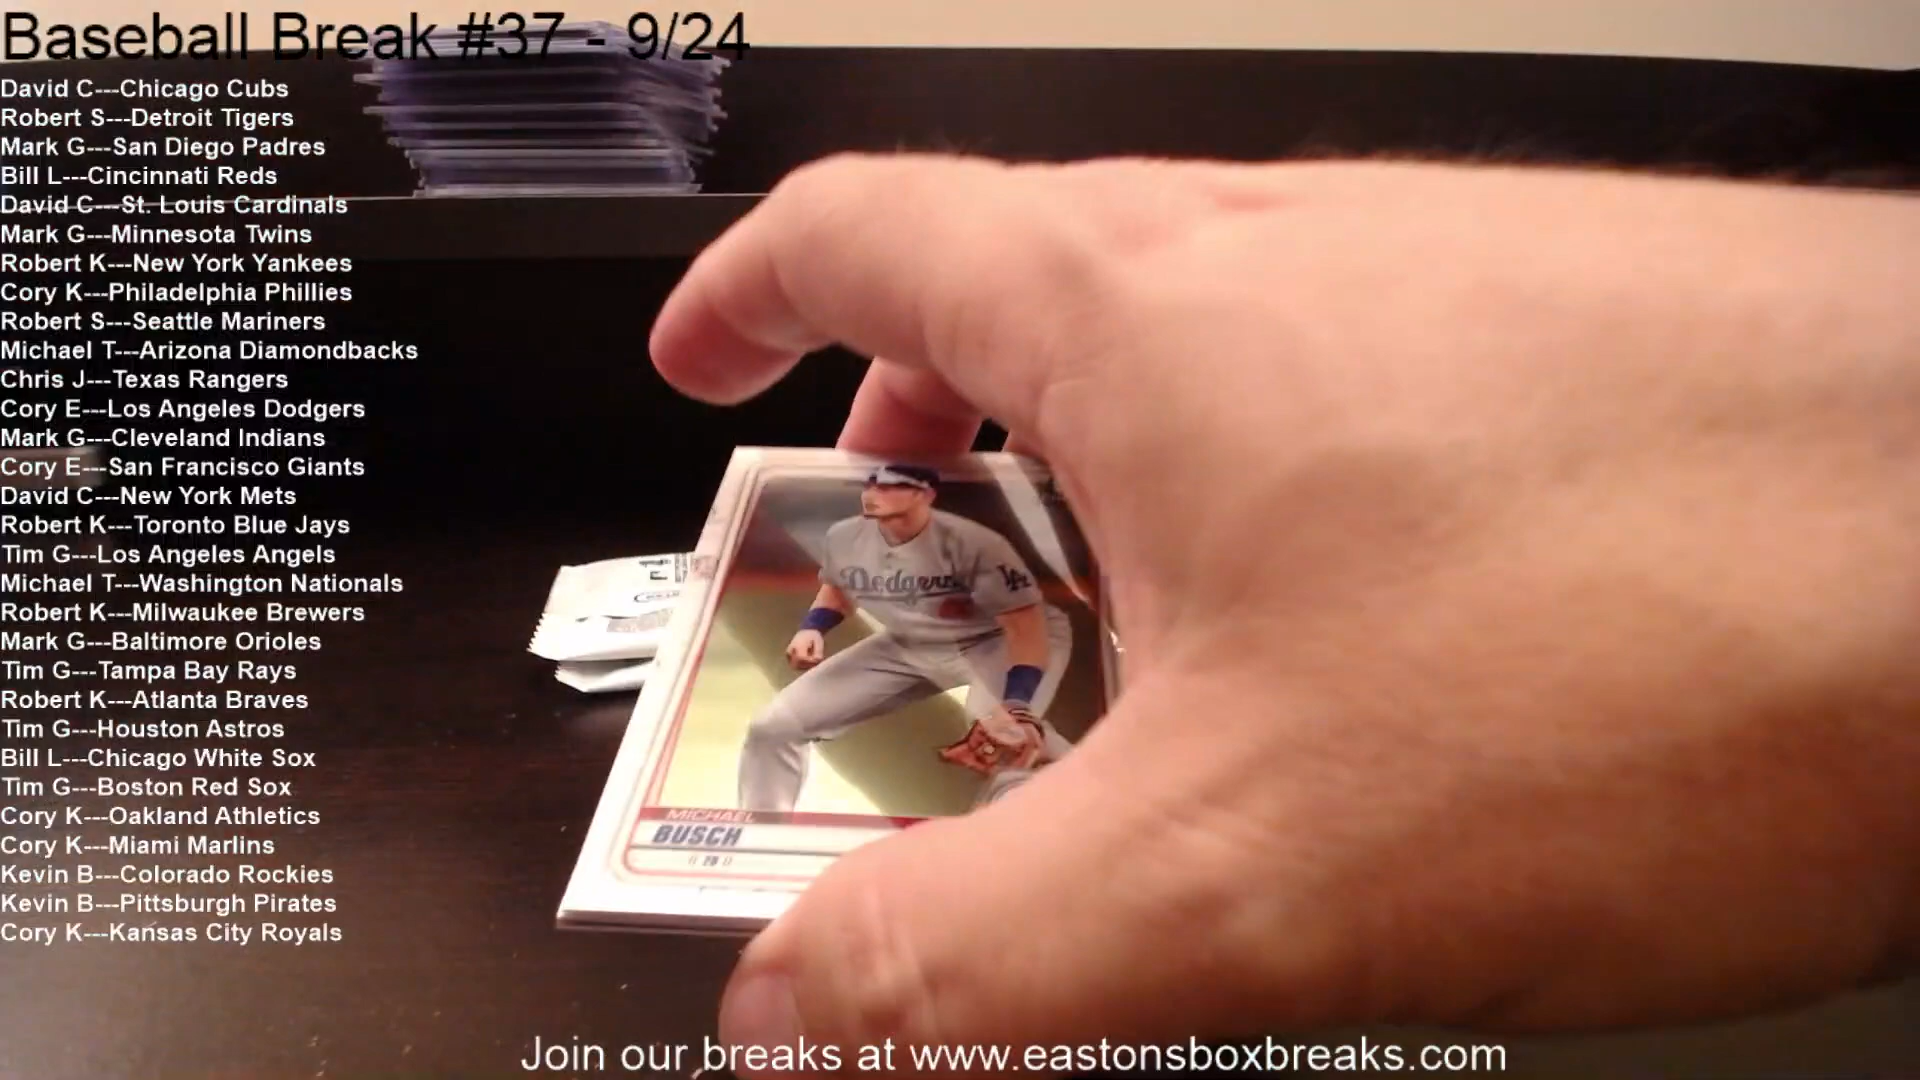 Baseball Break #37 - 9/24
David C---Chicago Cubs
Robert S---Detroit Tigers
Mark G---San Diego Padres
Bill L---Cincinnati Reds
David C---St. Louis Cardinals
Mark G---Minnesota Twins
Robert K---New York Yankees
Cory K---Philadelphia Phillies
Robert S---Seattle Mariners
Michael T---Arizona Diamondbacks
Chris J---Texas Rangers
Cory E---Los Angeles Dodgers
Mark G---Cleveland Indians
Cory E---San Francisco Giants
David C---New York Mets
Robert K---Toronto Blue Jays
Tim G---Los Angeles Angels
Michael T---Washington Nationals
Robert K---Milwaukee Brewers
Mark G---Baltimore Orioles
Tim G---Tampa Bay Rays
Robert K---Atlanta Braves
Tim G---Houston Astros
Bill L---Chicago White Sox
Tim G---Boston Red Sox
Cory K---Oakland Athletics
Cory K---Miami Marlins
Kevin B---Colorado Rockies
Kevin B---Pittsburgh Pirates
Cory K---Kansas City Royals
Dodgers
LA
MICHAEL
BUSCH
2B
Join our breaks at www.eastonsboxbreaks.com